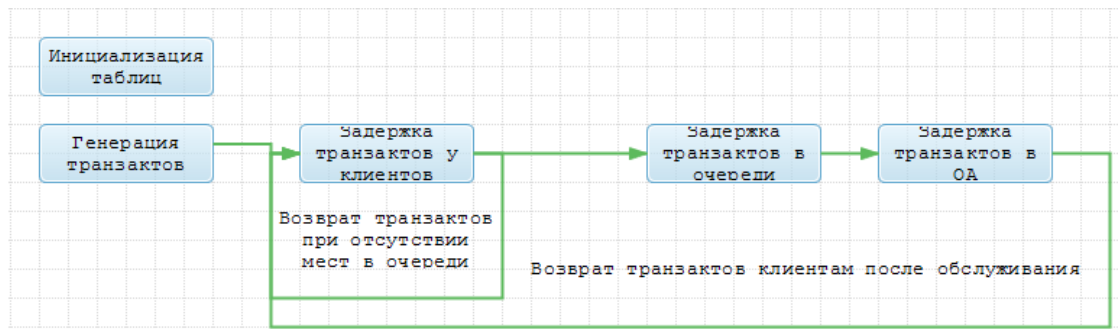 Инициализация
таблиц
Генерация
транзактов
Задержка
транзактов у
клиентов
Задержка
транзактов в
очереди
Задержка
транзактов в
ОА
Возврат транзактов
при отсутствии
мест в очереди
Возврат транзактов клиентам после обслуживания